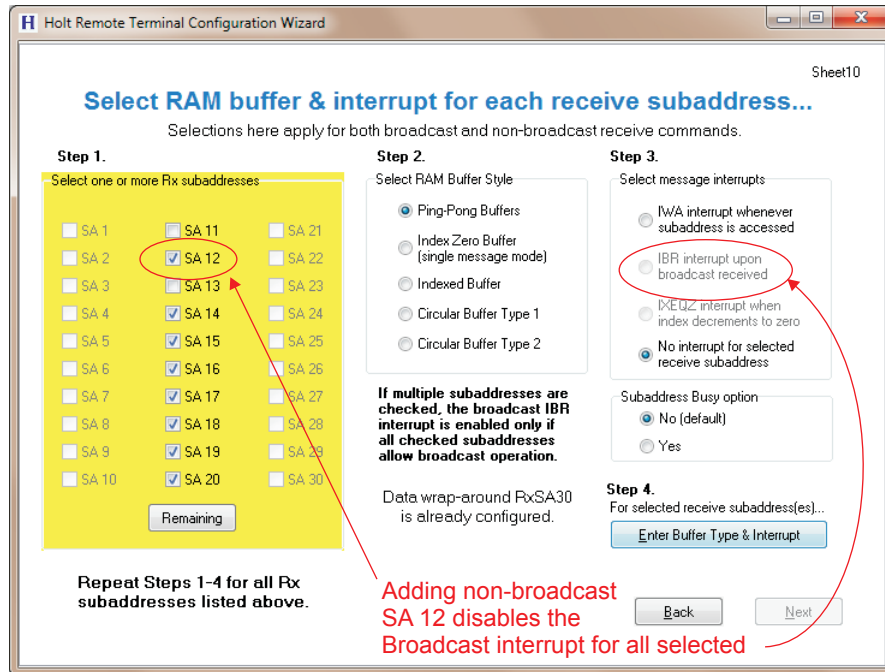 Holt Remote Terminal Configuration Wizard
Sheet10
Select RAM buffer & interrupt for each receive subaddress...
Selections here apply for both broadcast and non-broadcast receive commands.
Step 1.
Select one or more Rx subaddresses
SA 1
SA 11
SA 21
SA 2
SA 12
SA 22
SA 3
SA 13
SA 23
SA 4
SA 14
SA 24
SA 5
SA 15
SA 25
SA 6
SA 16
SA 26
SA 7
SA 17
SA 27
SA 8
SA 18
SA 28
SA 9
SA 19
SA 29
SA 10
SA 20
SA 30
Remaining
Repeat Steps 1-4 for all Rx
subaddresses listed above.
Step 2.
Select RAM Buffer Style
Ping-Pong Buffers
Index Zero Buffer
(single message mode)
Indexed Buffer
Circular Buffer Type 1
Circular Buffer Type 2
If multiple subaddresses are
checked, the broadcast IBR
interrupt is enabled only if
all checked subaddresses
allow broadcast operation.
Data wrap-around RxSA30
is already configured.
Step 3.
Select message interrupts
IWA interrupt whenever
subaddress is accessed
IBR interrupt upon
broadcast received
IXEQZ interrupt when
index decrements to zero
No interrupt for selected
receive subaddress
Subaddress Busy option
No (default)
Yes
Step 4.
For selected receive subaddress(es)...
Enter Buffer Type & Interrupt
Adding non-broadcast
SA 12 disables the
Broadcast interrupt for all selected
Back
Next